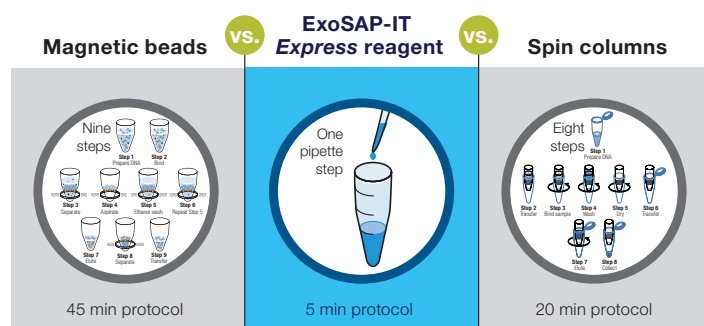 Magnetic beads
vs.
ExoSAP-IT
Express reagent
vs.
Spin columns
Nine
steps
Step 1
Prepare DNA
Step 2
Bind
Step 3
Separate
Step 4
Aspirate
Step 5
Ethanol wash
Step 6
Repeat Step 5
Step 7
Elute
Step 8
Separate
Step 9
Transfer
45 min protocol
One
pipette
step
5 min protocol
Eight
steps
Step 1
Prepare DNA
Step 2
Transfer
Step 3
Bind sample
Step 4
Wash
Step 5
Dry
Step 6
Transfer
Step 7
Elute
Step 8
Collect
20 min protocol